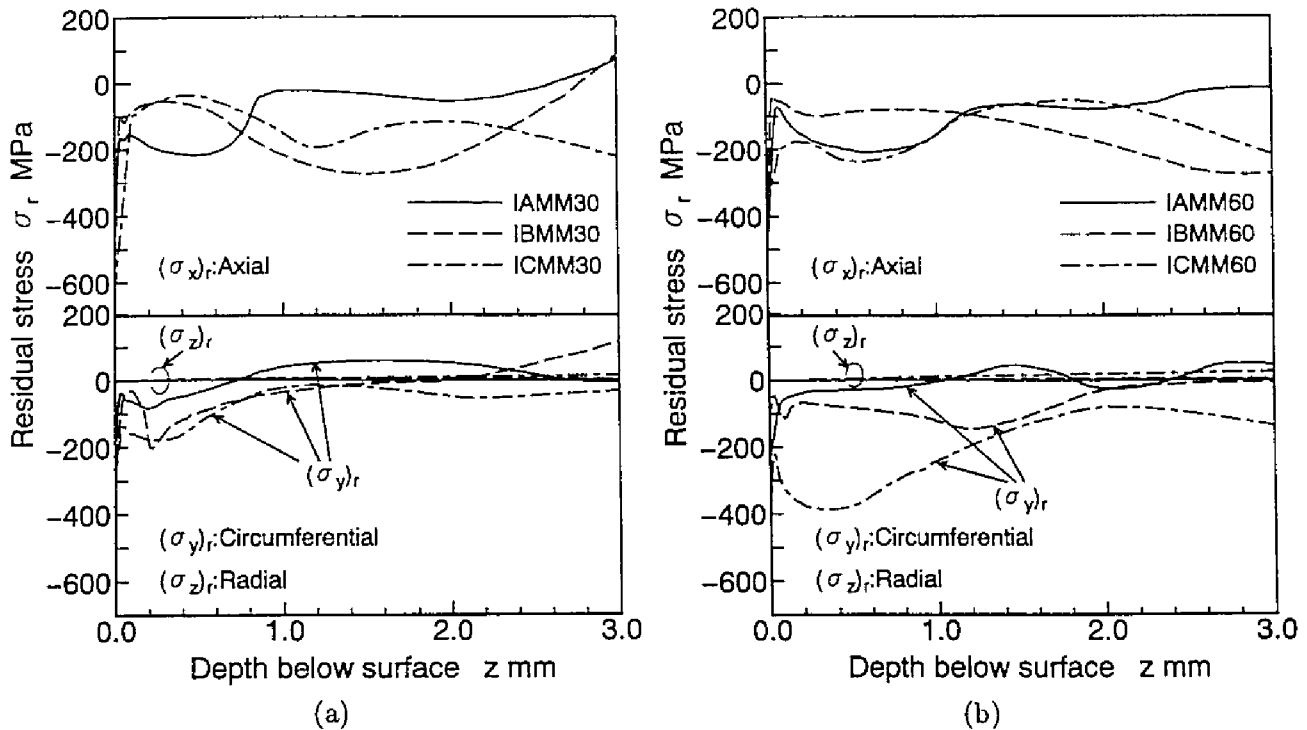 Residual stress σr MPa
200
0
-200
-400
-600
(σx)r:Axial
IAMM30
IBMM30
ICMM30
200
0
-200
-400
-600
(σz)r
(σy)r
(σy)r:Circumferential
(σz)r:Radial
0.0 1.0 2.0 3.0
Depth below surface z mm
(a)
Residual stress σr MPa
200
0
-200
-400
-600
(σx)r:Axial
IAMM60
IBMM60
ICMM60
200
0
-200
-400
-600
(σz)r
(σy)r
(σy)r:Circumferential
(σz)r:Radial
0.0 1.0 2.0 3.0
Depth below surface z mm
(b)